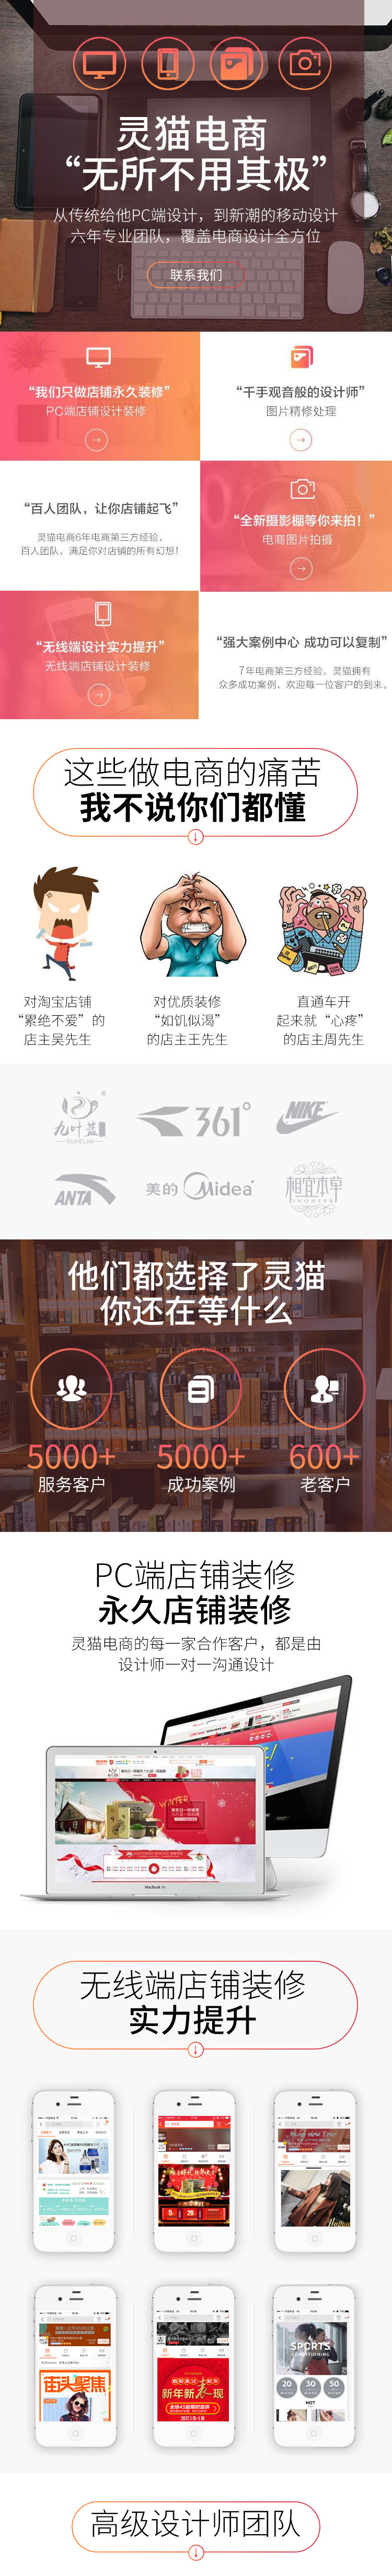 灵猫电商
“无所不用其极”
从传统给他PC端设计，到新潮的移动设计
六年专业团队，覆盖电商设计全方位
联系我们
“我们只做店铺永久装修”
PC端店铺设计装修
“千手观音般的设计师”
图片精修处理
“百人团队，让你店铺起飞”
灵猫电商6年电商第三方经验，
百人团队，满足你对店铺的所有幻想！
“全新摄影棚等你来拍！”
电商图片拍摄
“无线端设计实力提升”
无线端店铺设计装修
“强大案例中心 成功可以复制”
7年电商第三方经验，灵猫拥有
众多成功案例，欢迎每一位客户的到来。
这些做电商的痛苦
我不说你们都懂
对淘宝店铺
“累绝不爱”的
店主吴先生
对优质装修
“如饥似渴”
的店主王先生
直通车开
起来就“心疼”
的店主周先生
九叶蓝
JIUYELAN
361°
NIKE
ANTA
美的 Midea
相宜本草
INOHERB
他们都选择了灵猫
你还在等什么
5000+
服务客户
5000+
成功案例
600+
老客户
PC端店铺装修
永久店铺装修
灵猫电商的每一家合作客户，都是由
设计师一对一沟通设计
WINTER
MacBook Air
无线端店铺装修
实力提升
街头聚焦
新年新表现
SPORTS
CONDITIONING
20
30
50
HOT
高级设计师团队